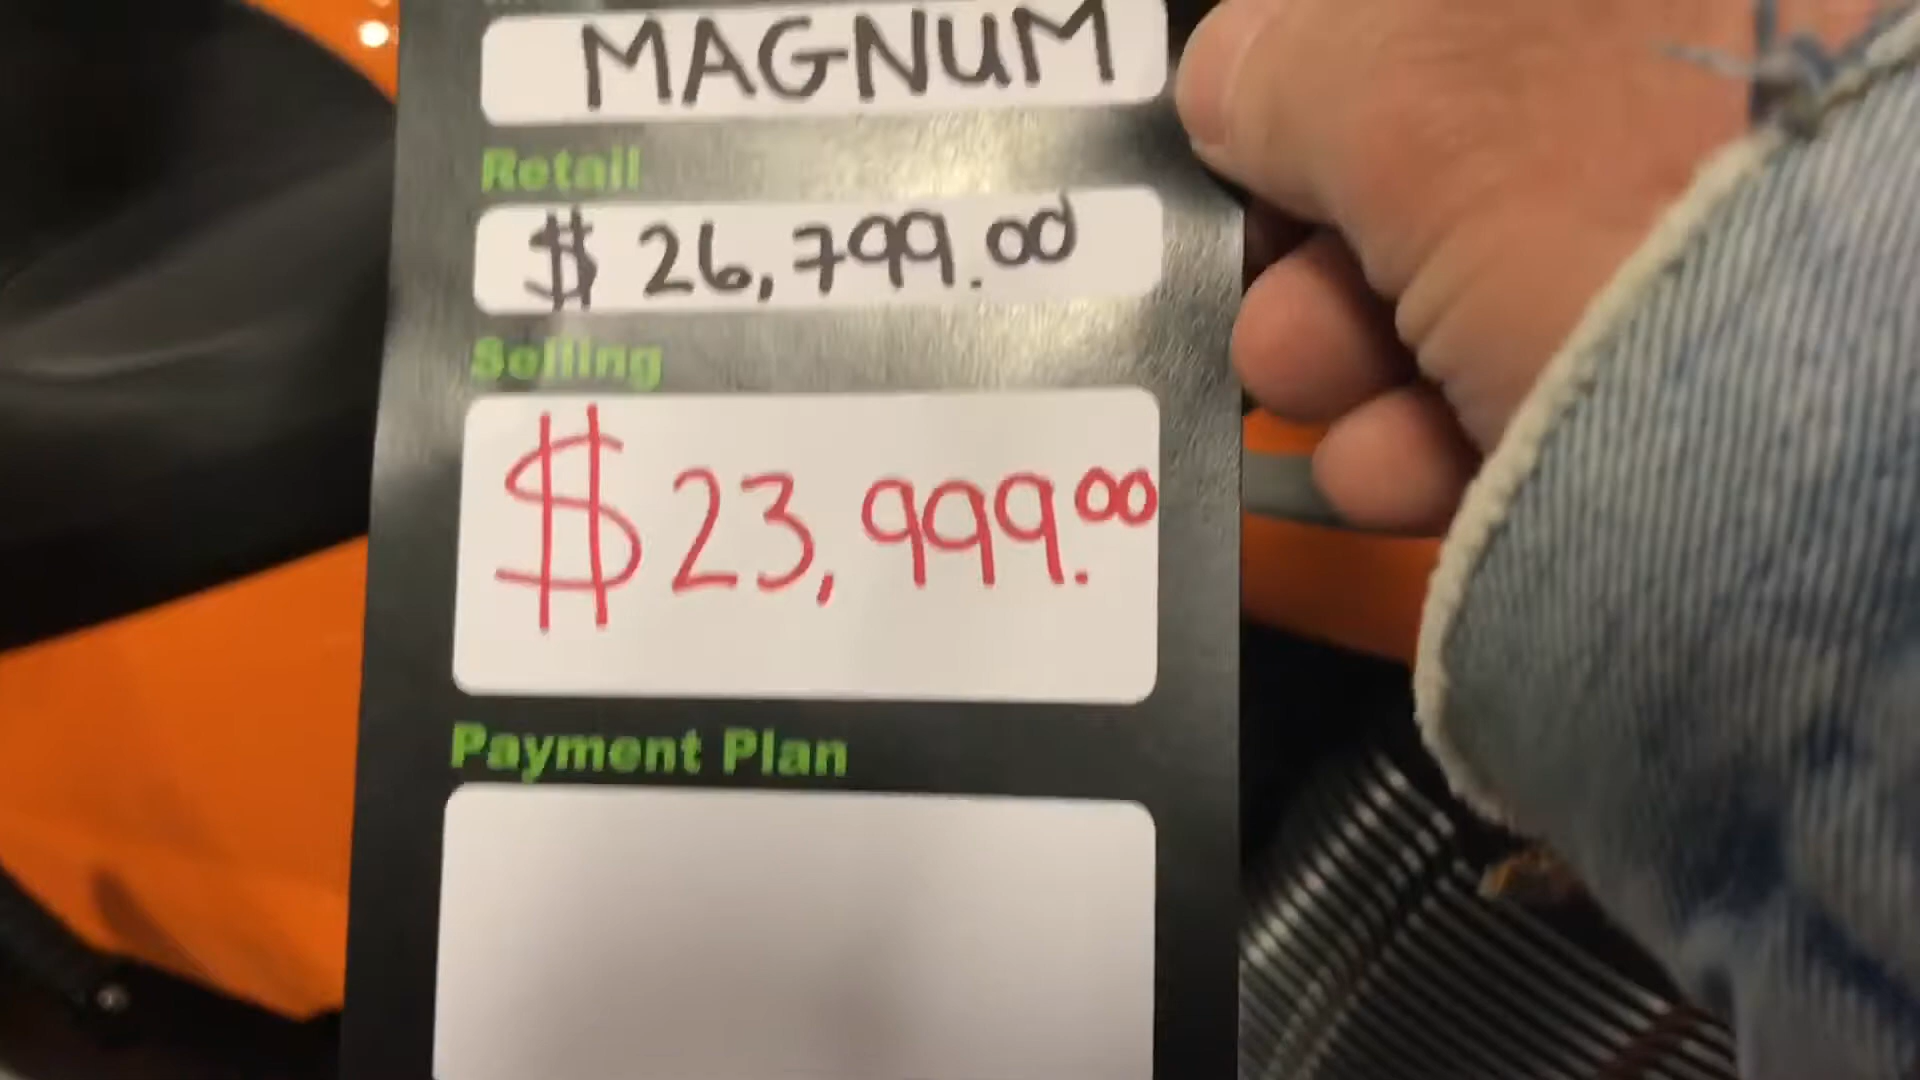 MAGNUM
Retail
$ 26,799.00
Selling
$23,999.00
Payment Plan